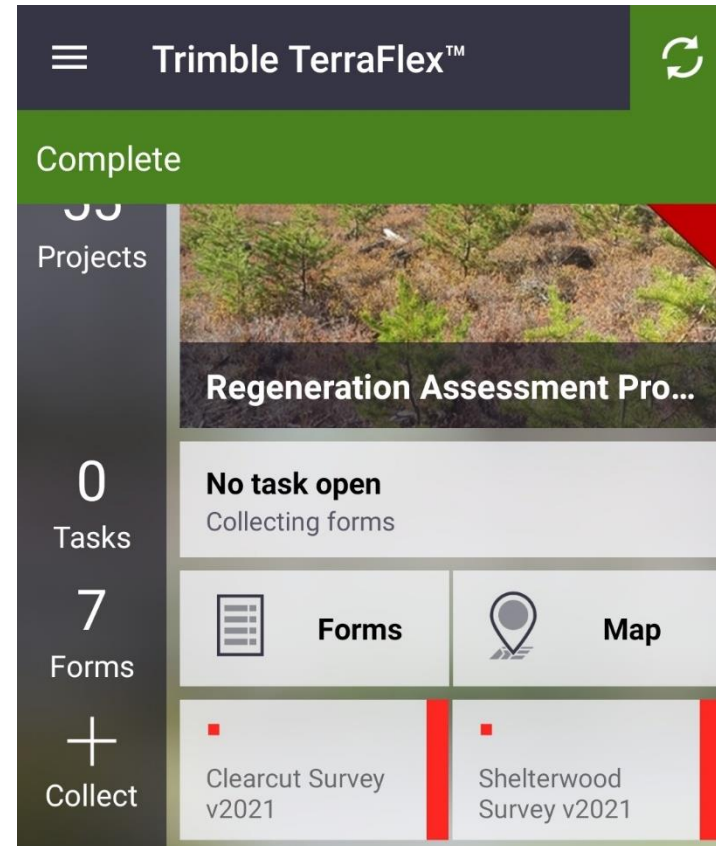 Trimble TerraFlex™
Complete
Projects
Regeneration Assessment Pro...
0
Tasks
No task open
Collecting forms
7
Forms
Forms
Map
Collect
Clearcut Survey
v2021
Shelterwood
Survey v2021